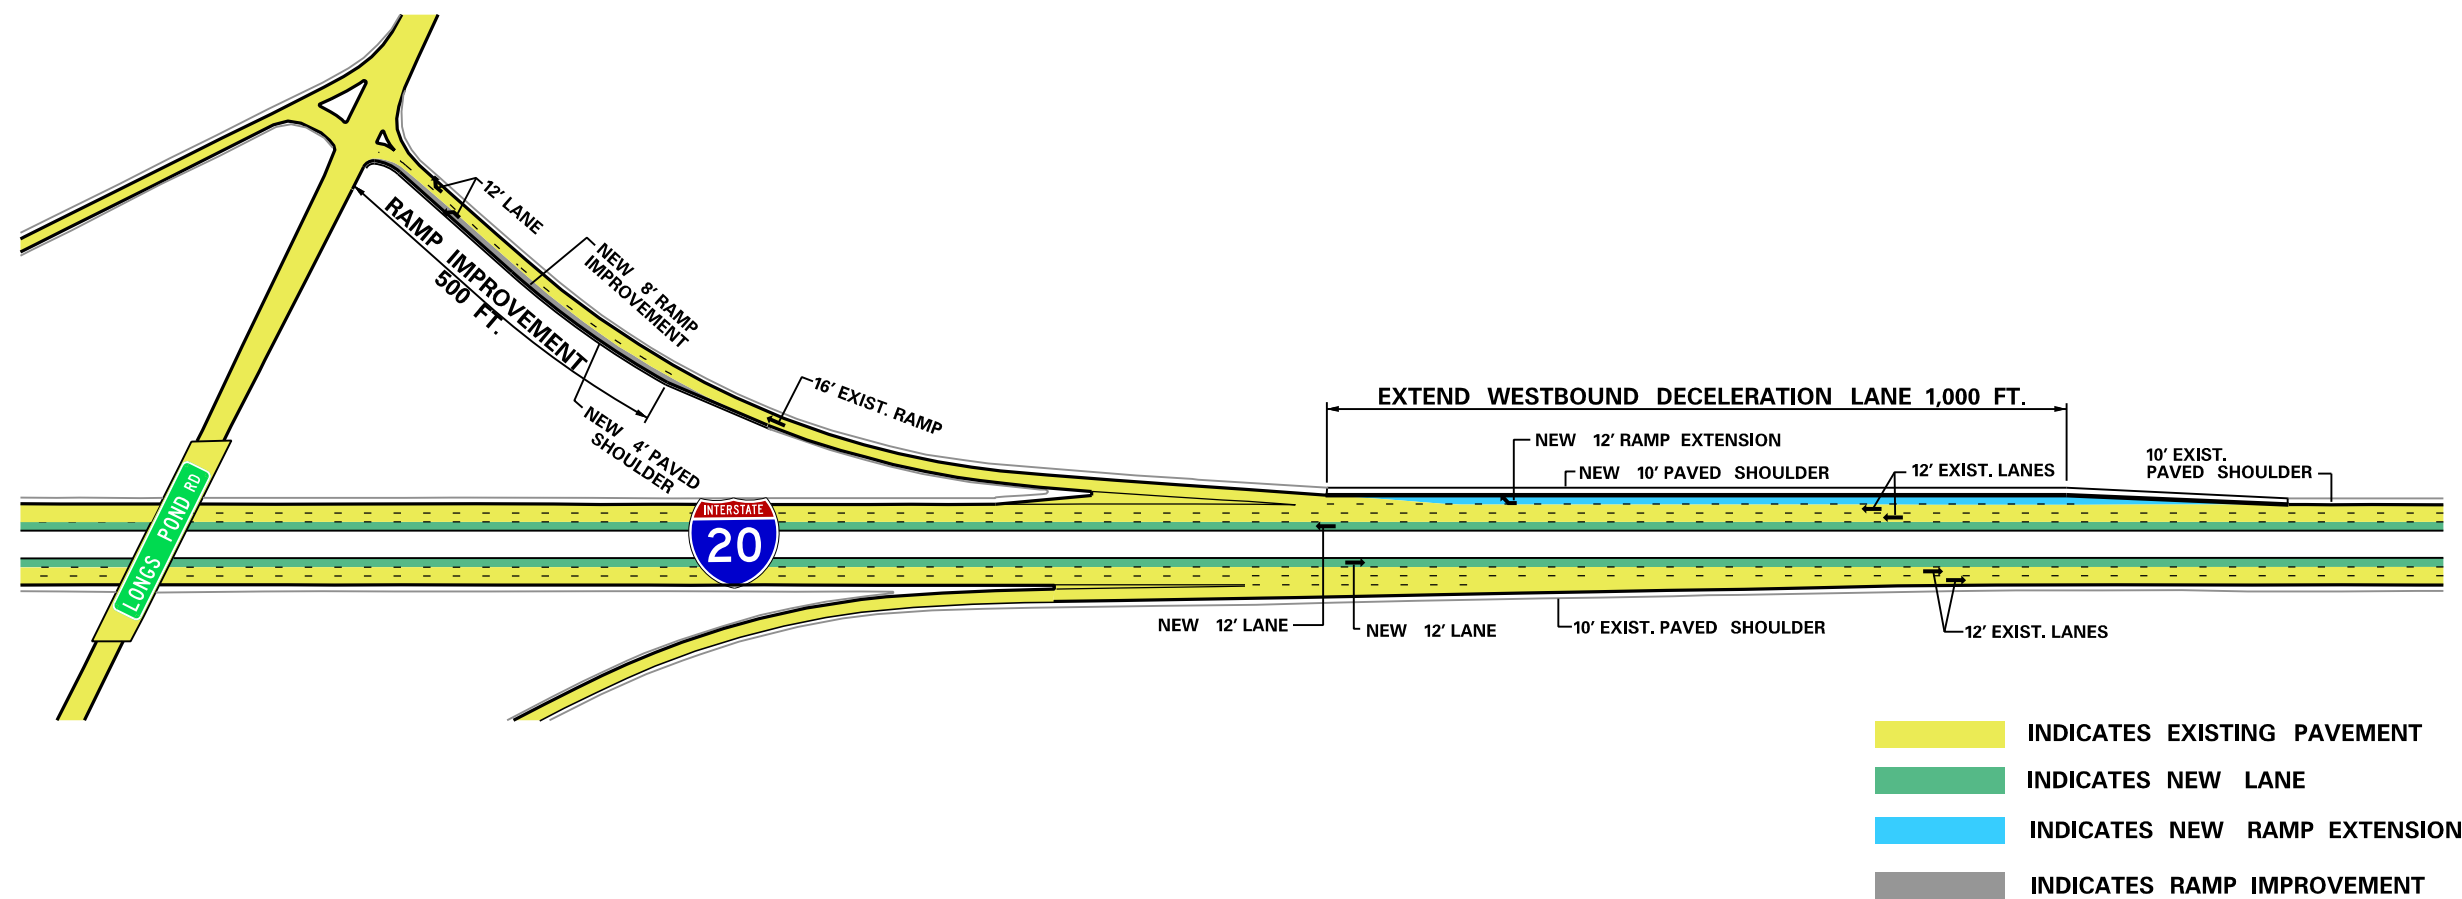 12' LANE
RAMP IMPROVEMENT
500 FT.
NEW 8' RAMP
IMPROVEMENT
16' EXIST. RAMP
NEW 4' PAVED
SHOULDER
EXTEND WESTBOUND DECELERATION LANE 1,000 FT.
NEW 12' RAMP EXTENSION
NEW 10' PAVED SHOULDER
12' EXIST. LANES
10' EXIST.
PAVED SHOULDER
LONGS POND RD
INTERSTATE
20
NEW 12' LANE
NEW 12' LANE
10' EXIST. PAVED SHOULDER
12' EXIST. LANES
INDICATES EXISTING PAVEMENT
INDICATES NEW LANE
INDICATES NEW RAMP EXTENSION
INDICATES RAMP IMPROVEMENT